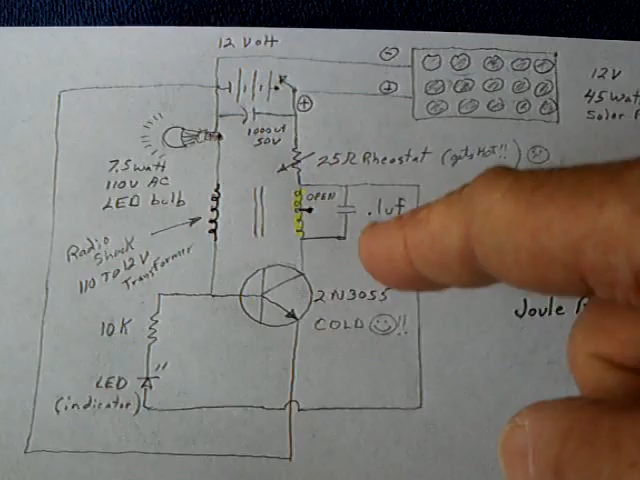 12 Volt
⊖
⊕
⊕
12V
45 Wat
Solar P
1000uf
50V
7.5 watt
110V AC
LED bulb
25Ω Rheostat (gets HOT!!)
OPEN
.1uf
Radio
Shack
110 TO 12 V
Transformer
2N3055
COLD ☺!!
Joule
10K
LED
(indicator)